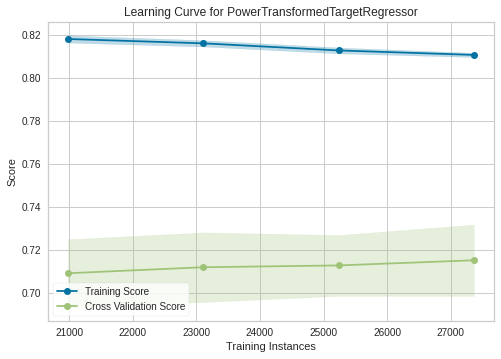 Learning Curve for PowerTransformedTargetRegressor
0.82
0.80
0.78
0.76
0.74
0.72
0.70
Score
Training Score
Cross Validation Score
21000 22000 23000 24000 25000 26000 27000
Training Instances